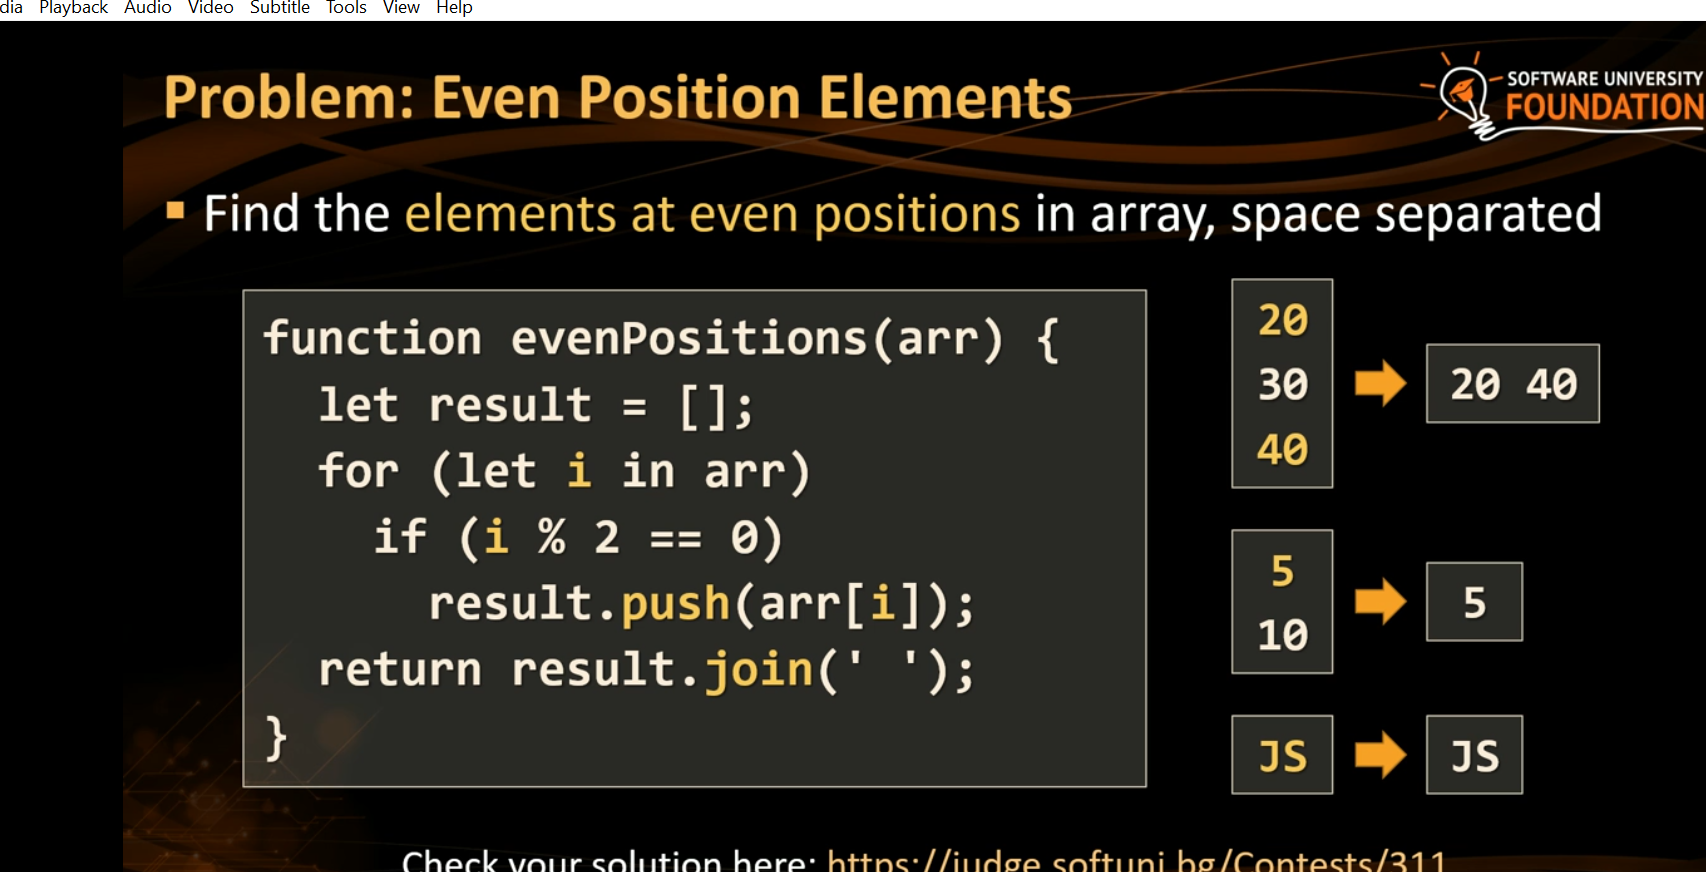 dia Playback Audio Video Subtitle Tools View Help
Problem: Even Position Elements
SOFTWARE UNIVERSITY
FOUNDATION
▪ Find the elements at even positions in array, space separated
function evenPositions(arr) {
  let result = [];
  for (let i in arr)
    if (i % 2 == 0)
      result.push(arr[i]);
  return result.join(' ');
}
20
30
40
20 40
5
10
5
JS
JS
Check your solution here: https://judge.softuni.bg/Contests/311